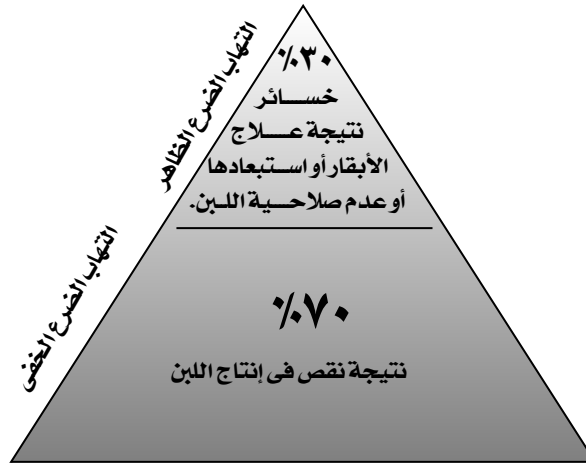 التهاب الضرع الظاهر
٣٠٪
خسائر
نتيجة علاج
الأبقار أو استبعادها
أو عدم صلاحية اللبن.
التهاب الضرع الخفى
٧٠٪
نتيجة نقص فى إنتاج اللبن